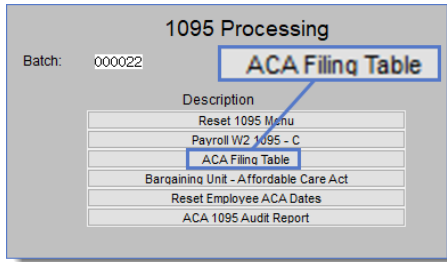 1095 Processing
Batch: 000022
ACA Filing Table
Description
Reset 1095 Menu
Payroll W2 1095 - C
ACA Filing Table
Bargaining Unit - Affordable Care Act
Reset Employee ACA Dates
ACA 1095 Audit Report